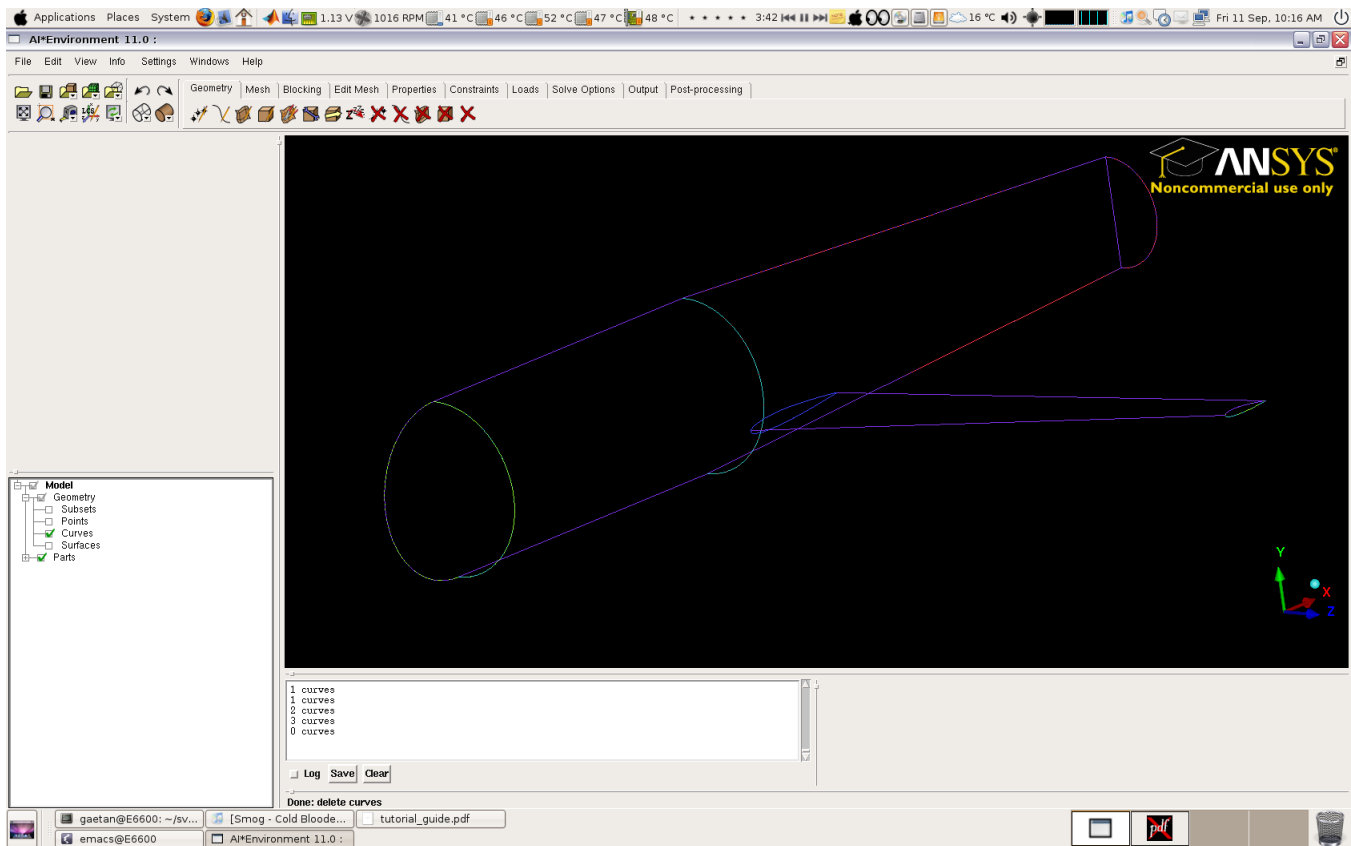 Applications Places System 1.13 V 1016 RPM 41 °C 46 °C 52 °C 47 °C 48 °C 3:42 16 °C Fri 11 Sep, 10:16 AM
AI*Environment 11.0 :
File Edit View Info Settings Windows Help
Geometry Mesh Blocking Edit Mesh Properties Constraints Loads Solve Options Output Post-processing
ANSYS
Noncommercial use only
Model
Geometry
Subsets
Points
Curves
Surfaces
Parts
Y
X
Z
1 curves
1 curves
2 curves
3 curves
0 curves
Log Save Clear
Done: delete curves
gaetan@E6600: ~/sv... [Smog - Cold Bloode... tutorial_guide.pdf
pdf
emacs@E6600 AI*Environment 11.0 :